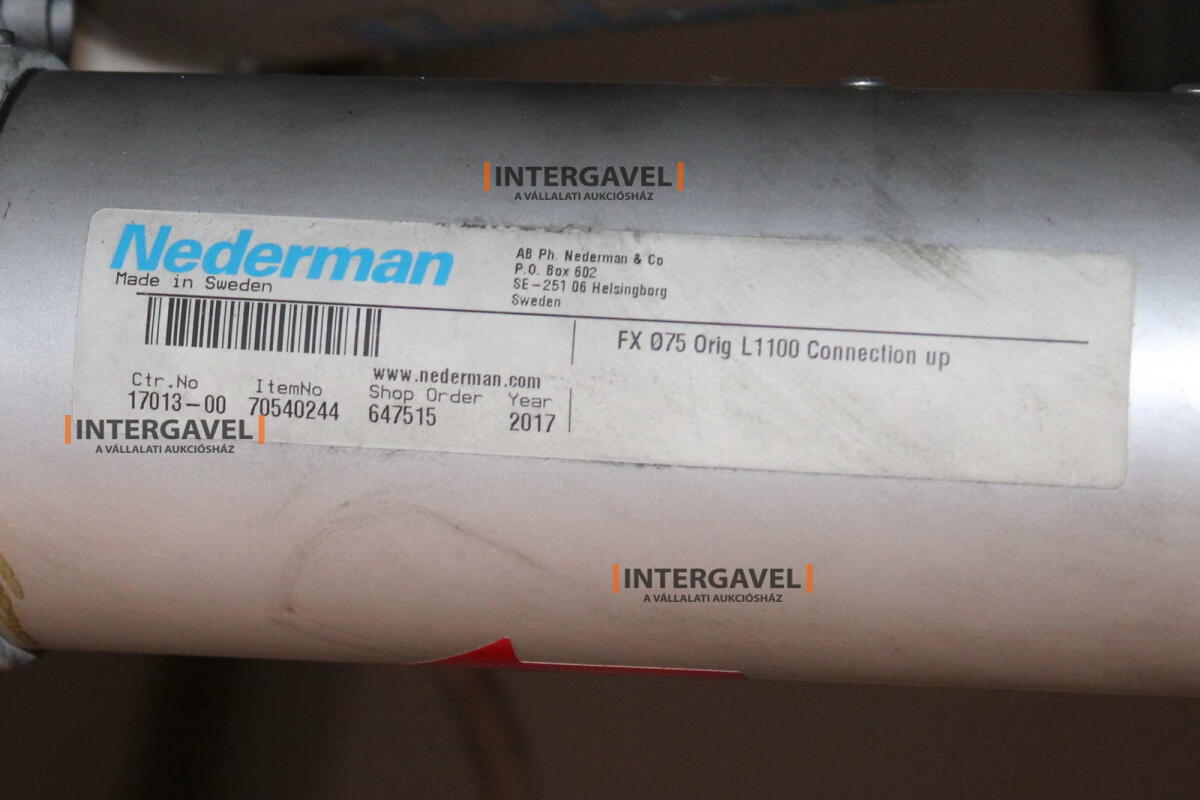 INTERGAVEL
A VÁLLALATI AUKCIÓSHÁZ
Nederman
Made in Sweden
AB Ph. Nederman & Co
P.O. Box 602
SE-251 06 Helsingborg
Sweden
FX Ø75 Orig L1100 Connection up
www.nederman.com
Ctr.No ItemNo Shop Order Year
17013-00 70540244 647515 2017
INTERGAVEL
A VÁLLALATI AUKCIÓSHÁZ
INTERGAVEL
A VÁLLALATI AUKCIÓSHÁZ